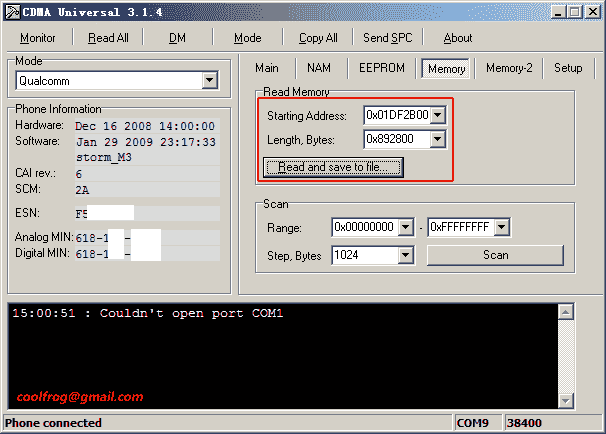 CDMA Universal 3.1.4
Monitor Read All DM Mode Copy All Send SPC About
Mode
Qualcomm
Phone Information
Hardware: Dec 16 2008 14:00:00
Software: Jan 29 2009 23:17:33
storm_M3
CAI rev.: 6
SCM: 2A
ESN: F5
Analog MIN: 618-1 -
Digital MIN: 618-1 -
Main NAM EEPROM Memory Memory-2 Setup
Read Memory
Starting Address: 0x01DF2B00
Length, Bytes: 0x892800
Read and save to file...
Scan
Range: 0x00000000 - 0xFFFFFFFF
Step, Bytes 1024 Scan
15:00:51 : Couldn't open port COM1
coolfrog@gmail.com
Phone connected COM9 38400